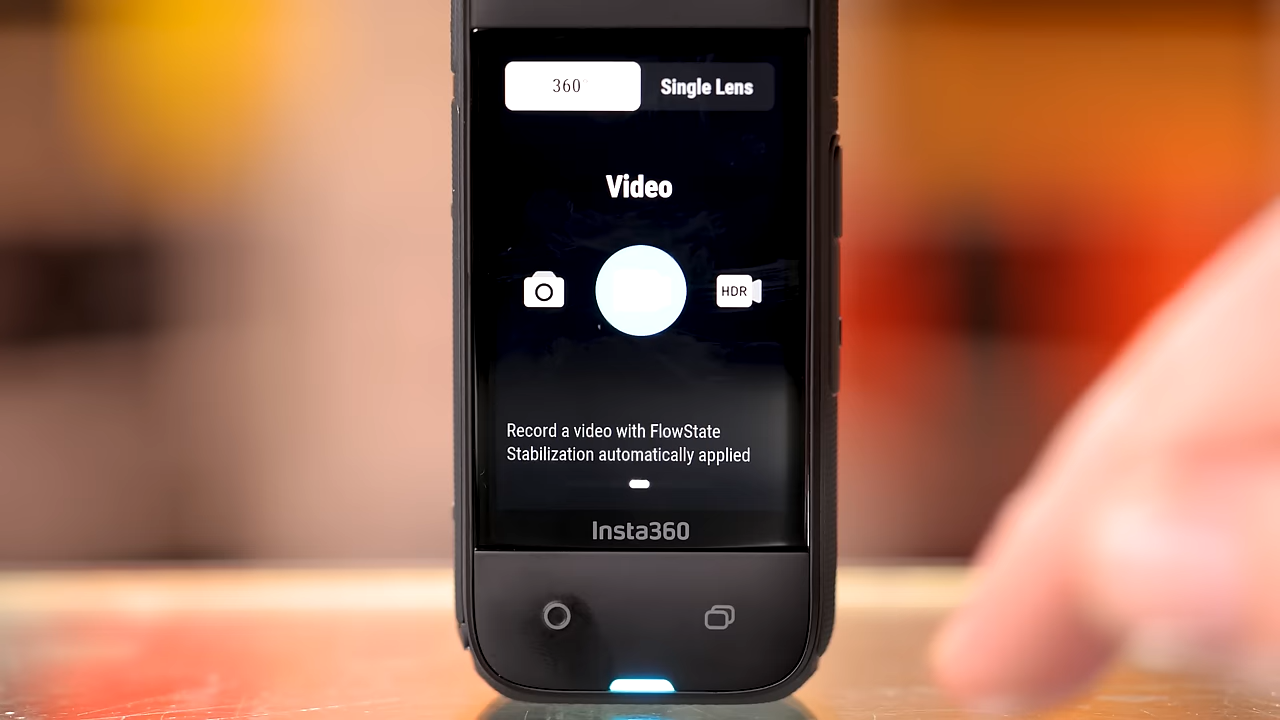 360°
Single Lens
Video
HDR
Record a video with FlowState
Stabilization automatically applied
Insta360